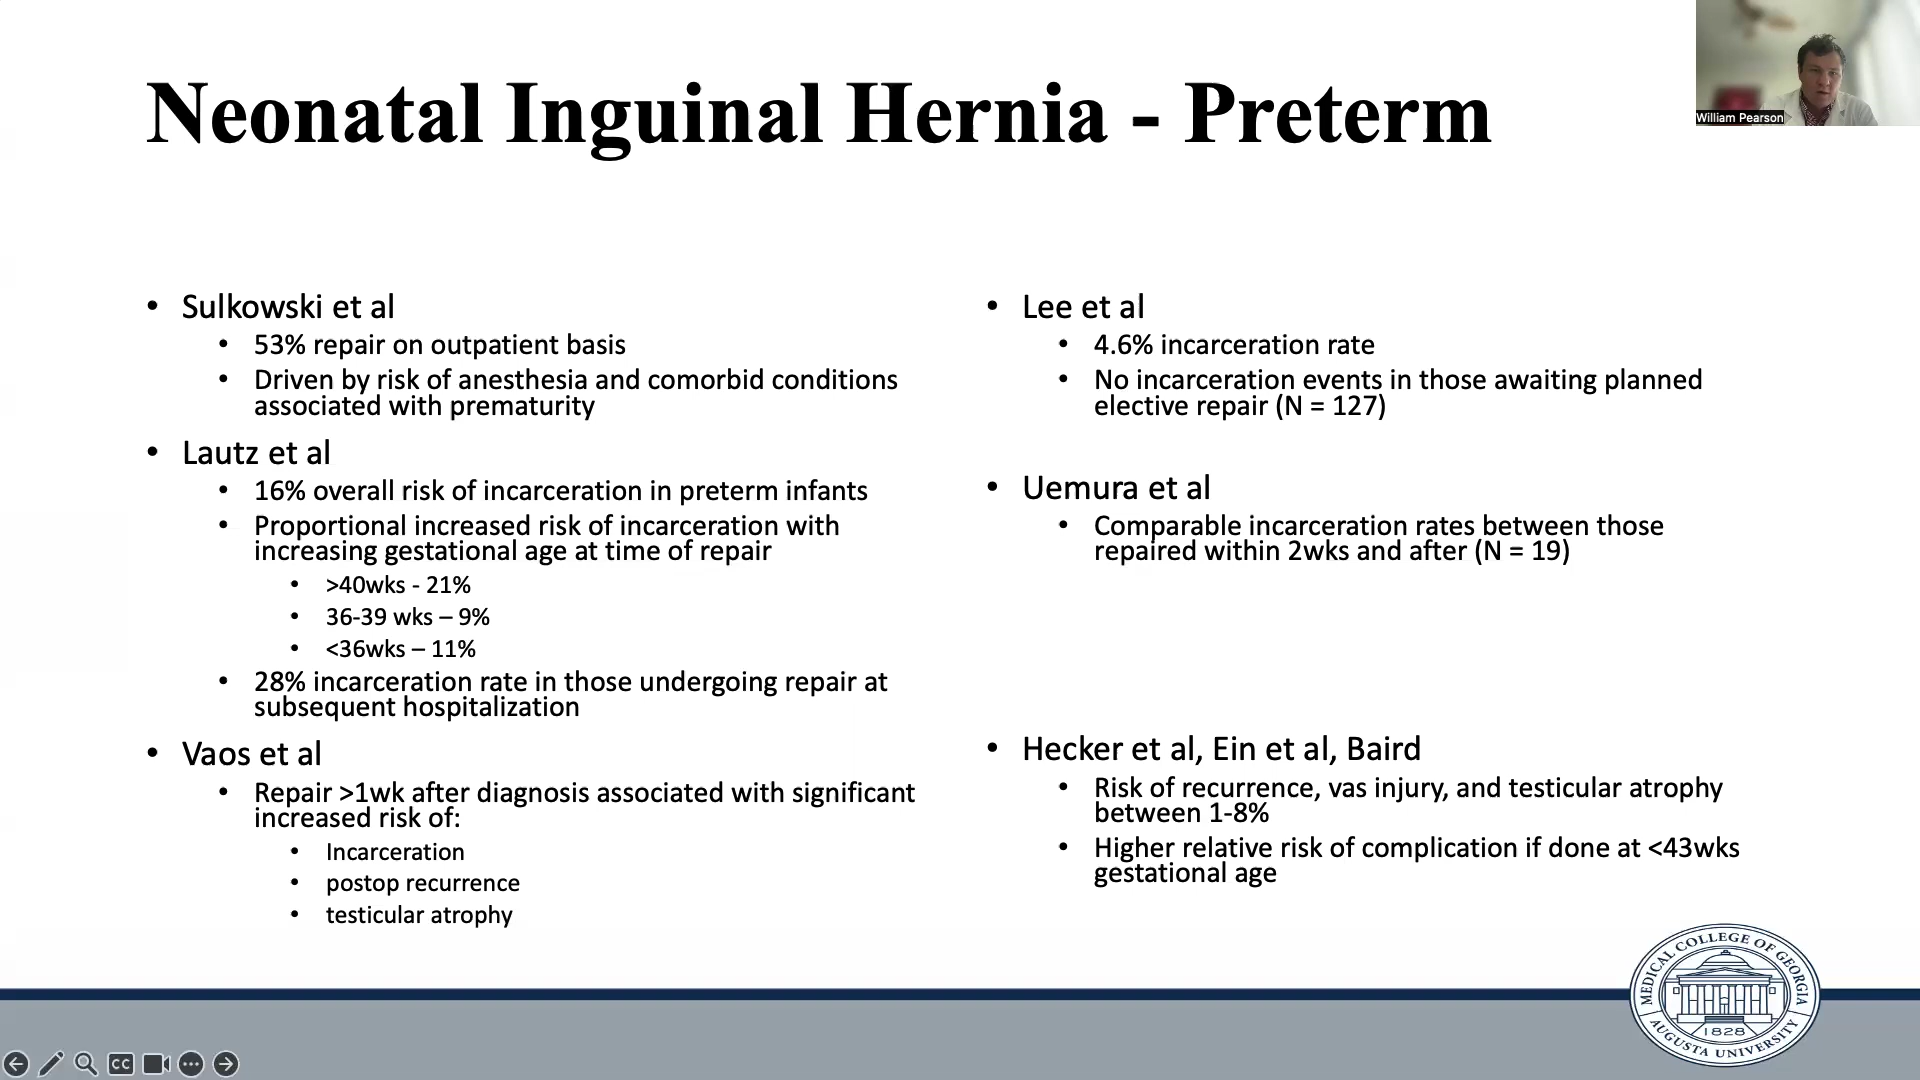 Neonatal Inguinal Hernia - Preterm
William Pearson
• Sulkowski et al
• 53% repair on outpatient basis
• Driven by risk of anesthesia and comorbid conditions
associated with prematurity
• Lautz et al
• 16% overall risk of incarceration in preterm infants
• Proportional increased risk of incarceration with
increasing gestational age at time of repair
• >40wks - 21%
• 36-39 wks – 9%
• <36wks – 11%
• 28% incarceration rate in those undergoing repair at
subsequent hospitalization
• Vaos et al
• Repair >1wk after diagnosis associated with significant
increased risk of:
• Incarceration
• postop recurrence
• testicular atrophy
• Lee et al
• 4.6% incarceration rate
• No incarceration events in those awaiting planned
elective repair (N = 127)
• Uemura et al
• Comparable incarceration rates between those
repaired within 2wks and after (N = 19)
• Hecker et al, Ein et al, Baird
• Risk of recurrence, vas injury, and testicular atrophy
between 1-8%
• Higher relative risk of complication if done at <43wks
gestational age
MEDICAL COLLEGE OF GEORGIA
1828
AUGUSTA UNIVERSITY
CC